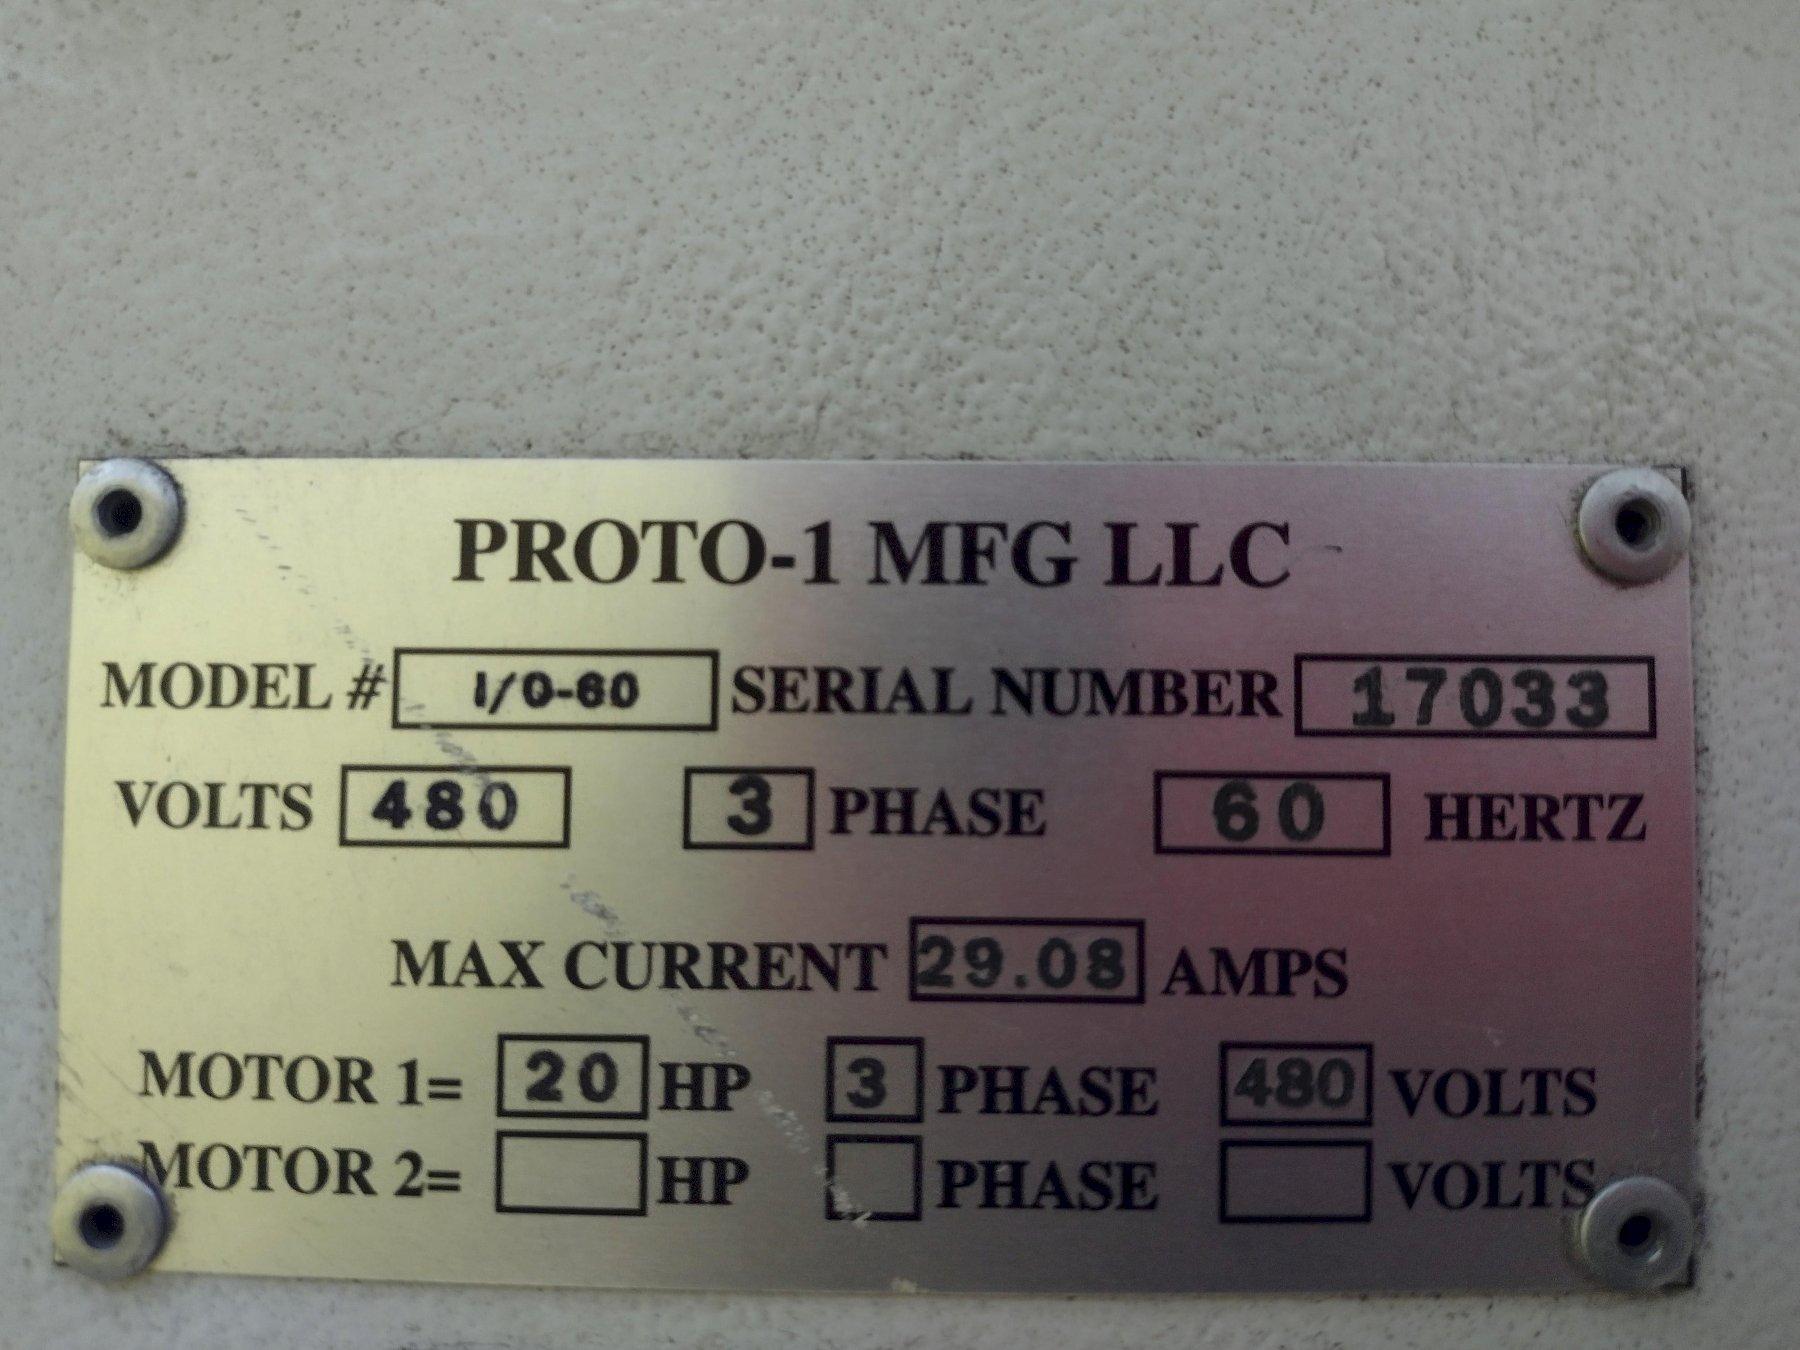 PROTO-1 MFG LLC
MODEL # I/O-60 SERIAL NUMBER 17033
VOLTS 480 3 PHASE 60 HERTZ
MAX CURRENT 29.08 AMPS
MOTOR 1= 20 HP 3 PHASE 480 VOLTS
MOTOR 2= HP PHASE VOLTS